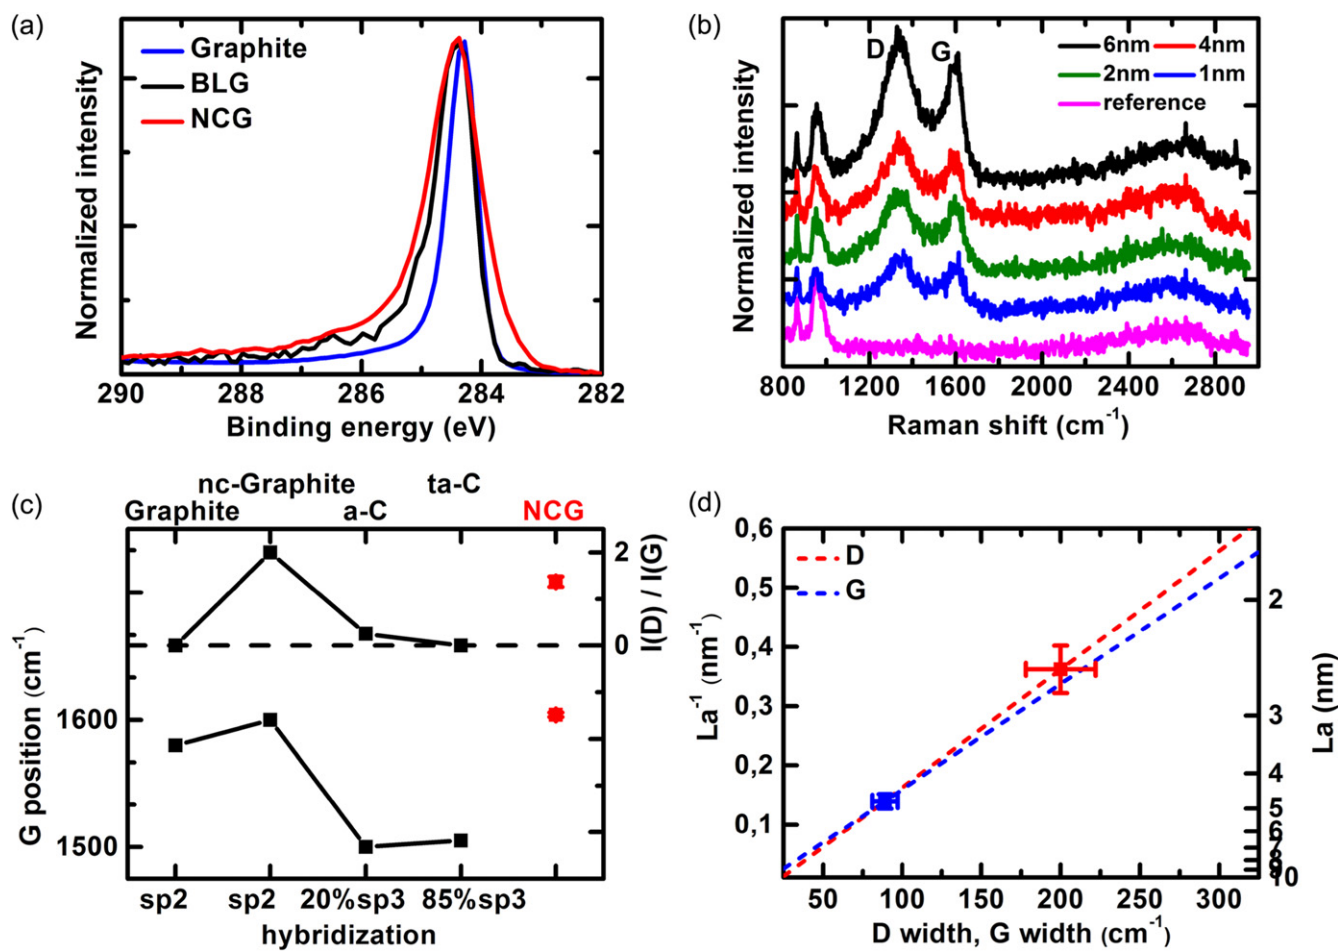 (a)
Graphite
BLG
NCG
Normalized intensity
290 288 286 284 282
Binding energy (eV)
(b)
D G
6nm 4nm
2nm 1nm
reference
Normalized intensity
800 1200 1600 2000 2400 2800
Raman shift (cm⁻¹)
(c)
nc-Graphite ta-C
Graphite a-C NCG
2
0
I(D) / I(G)
1600
1500
G position (cm⁻¹)
sp2 sp2 20%sp3 85%sp3
hybridization
(d)
D
G
0,6
0,5
0,4
0,3
0,2
0,1
La⁻¹ (nm⁻¹)
2
3
4
5
6
7
8
9
10
La (nm)
50 100 150 200 250 300
D width, G width (cm⁻¹)